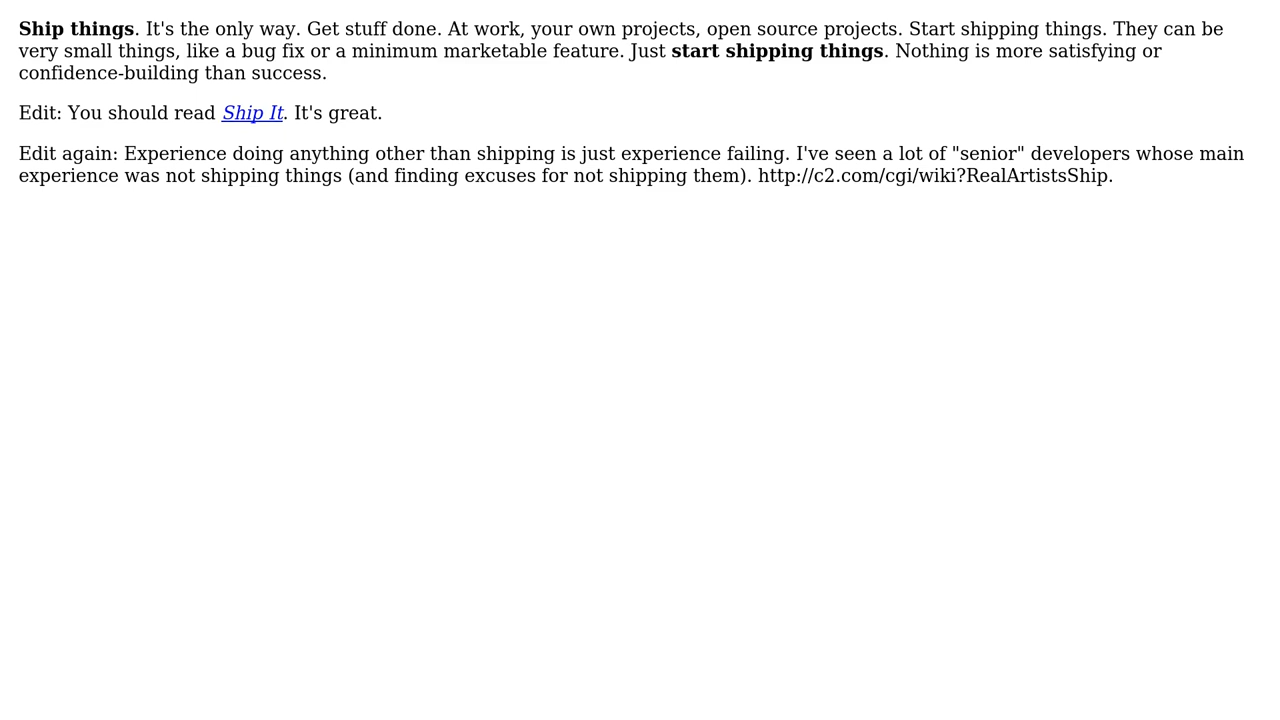 Ship things. It's the only way. Get stuff done. At work, your own projects, open source projects. Start shipping things. They can be
very small things, like a bug fix or a minimum marketable feature. Just start shipping things. Nothing is more satisfying or
confidence-building than success.
Edit: You should read Ship It. It's great.
Edit again: Experience doing anything other than shipping is just experience failing. I've seen a lot of "senior" developers whose main
experience was not shipping things (and finding excuses for not shipping them). http://c2.com/cgi/wiki?RealArtistsShip.